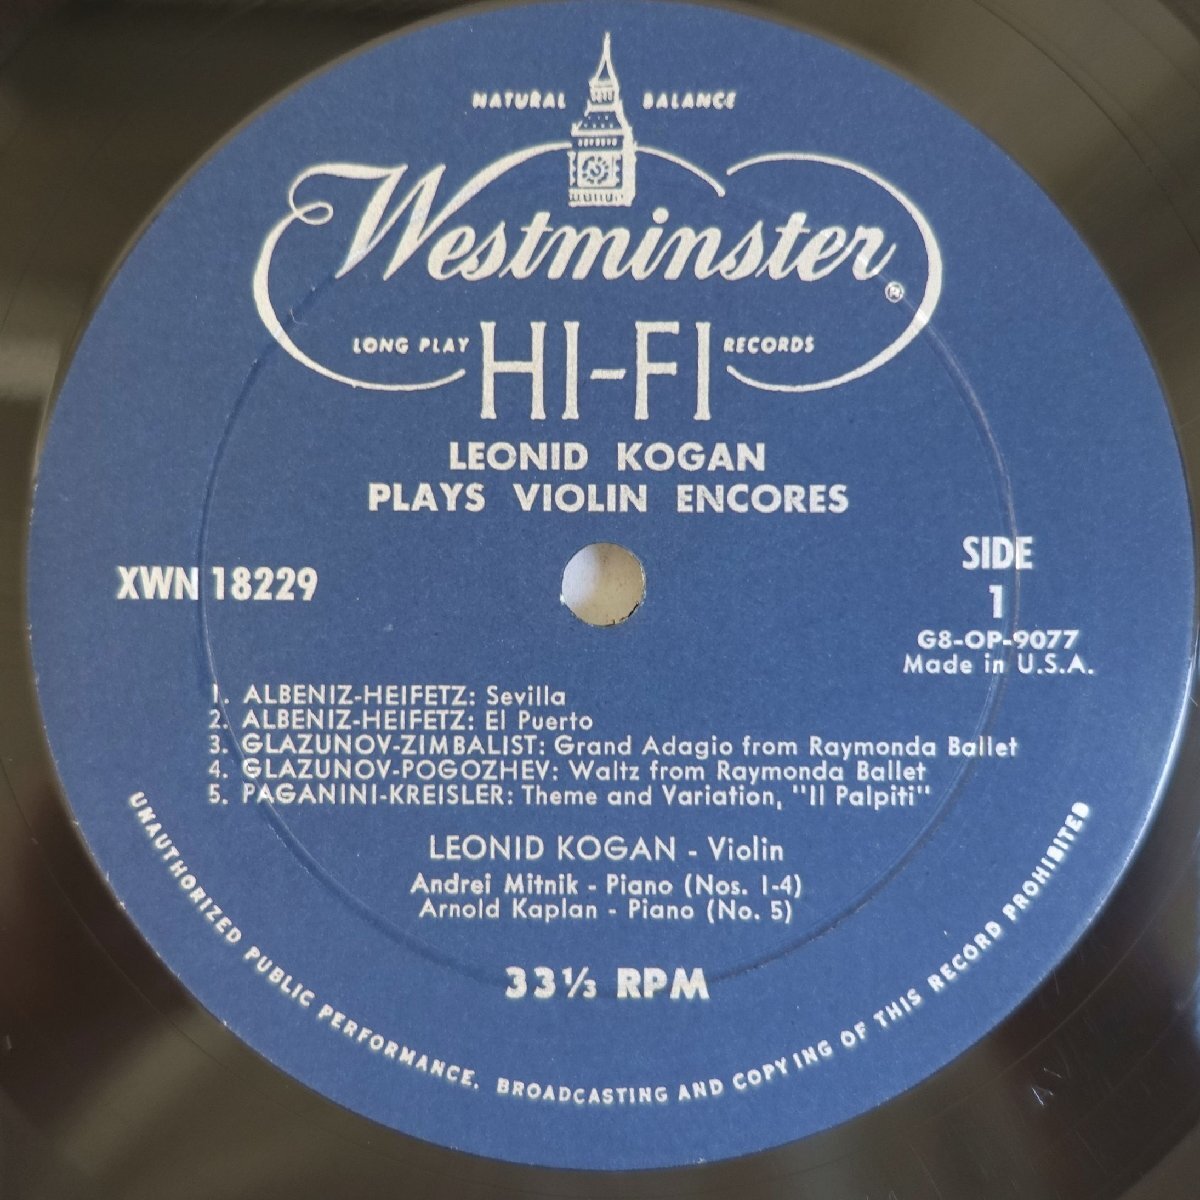 NATURAL BALANCE
Westminster ®
LONG PLAY HI-FI RECORDS
LEONID KOGAN
PLAYS VIOLIN ENCORES
XWN 18229
SIDE
1
G8-OP-9077
Made in U.S.A.
1. ALBENIZ-HEIFETZ: Sevilla
2. ALBENIZ-HEIFETZ: El Puerto
3. GLAZUNOV-ZIMBALIST: Grand Adagio from Raymonda Ballet
4. GLAZUNOV-POGOZHEV: Waltz from Raymonda Ballet
5. PAGANINI-KREISLER: Theme and Variation, "Il Palpiti"
LEONID KOGAN - Violin
Andrei Mitnik - Piano (Nos. 1-4)
Arnold Kaplan - Piano (No. 5)
33⅓ RPM
UNAUTHORIZED PUBLIC PERFORMANCE, BROADCASTING AND COPYING OF THIS RECORD PROHIBITED